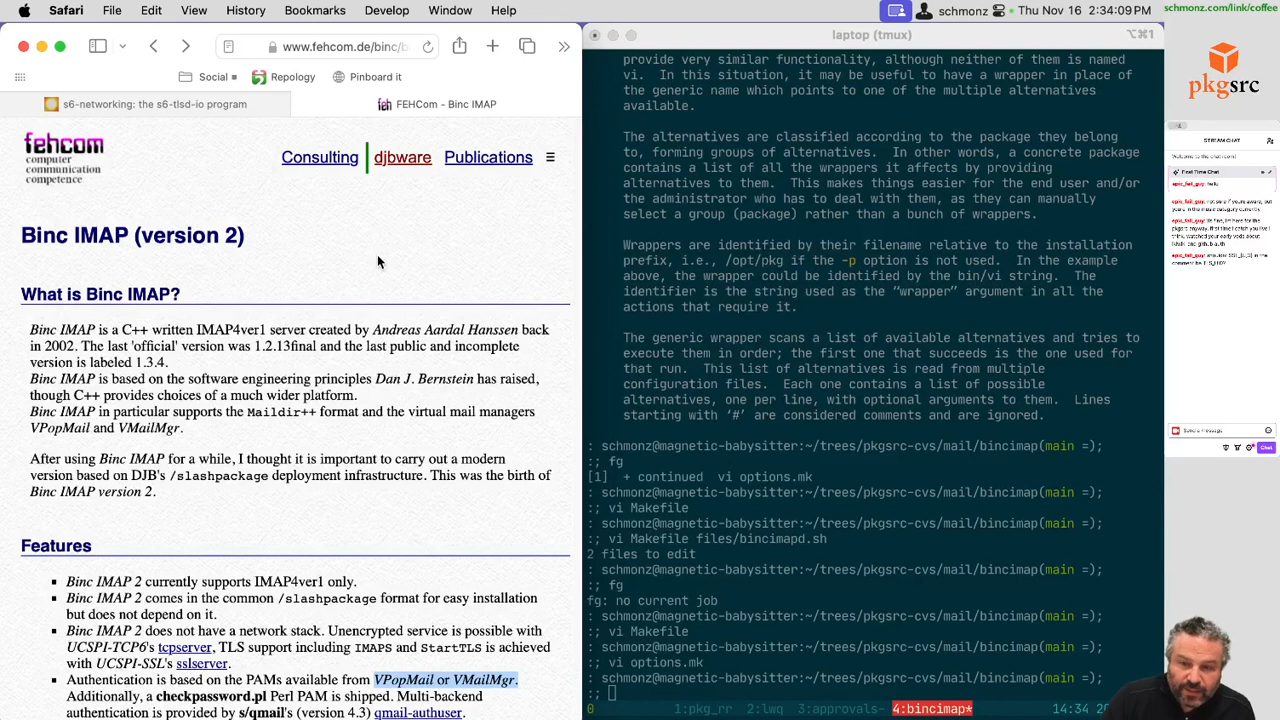 Safari File Edit View History Bookmarks Develop Window Help schmonz Thu Nov 16 2:34:09 PM
schmonz.com/link/coffee
www.fehcom.de/binc/b
Social Repology Pinboard it
s6-networking: the s6-tlsd-io program
feh FEHCom - Binc IMAP
fehcom
computer
communication
competence
Consulting djbware Publications
Binc IMAP (version 2)
What is Binc IMAP?
Binc IMAP is a C++ written IMAP4ver1 server created by Andreas Aardal Hanssen back
in 2002. The last 'official' version was 1.2.13final and the last public and incomplete
version is labeled 1.3.4.
Binc IMAP is based on the software engineering principles Dan J. Bernstein has raised,
though C++ provides choices of a much wider platform.
Binc IMAP in particular supports the Maildir++ format and the virtual mail managers
VPopMail and VMailMgr.
After using Binc IMAP for a while, I thought it is important to carry out a modern
version based on DJB's /slashpackage deployment infrastructure. This was the birth of
Binc IMAP version 2.
Features
Binc IMAP 2 currently supports IMAP4ver1 only.
Binc IMAP 2 comes in the common /slashpackage format for easy installation
but does not depend on it.
Binc IMAP 2 does not have a network stack. Unencrypted service is possible with
UCSPI-TCP6's tcpserver, TLS support including IMAPS and StartTLS is achieved
with UCSPI-SSL's sslserver.
Authentication is based on the PAMs available from VPopMail or VMailMgr.
Additionally, a checkpassword.pl Perl PAM is shipped. Multi-backend
authentication is provided by s/qmail's (version 4.3) qmail-authuser.
laptop (tmux)
⌥⌘1
provide very similar functionality, although neither of them is named
vi. In this situation, it may be useful to have a wrapper in place of
the generic name which points to one of the multiple alternatives
available.
The alternatives are classified according to the package they belong
to, forming groups of alternatives. In other words, a concrete package
contains a list of all the wrappers it affects by providing
alternatives to them. This makes things easier for the end user and/or
the administrator who has to deal with them, as they can manually
select a group (package) rather than a bunch of wrappers.
Wrappers are identified by their filename relative to the installation
prefix, i.e., /opt/pkg if the -p option is not used. In the example
above, the wrapper could be identified by the bin/vi string. The
identifier is the string used as the “wrapper” argument in all the
actions that require it.
The generic wrapper scans a list of available alternatives and tries to
execute them in order; the first one that succeeds is the one used for
that run. This list of alternatives is read from multiple
configuration files. Each one contains a list of possible
alternatives, one per line, with optional arguments to them. Lines
starting with ‘#’ are considered comments and are ignored.
: schmonz@magnetic-babysitter:~/trees/pkgsrc-cvs/mail/bincimap(main =);
:; fg
[1] + continued vi options.mk
: schmonz@magnetic-babysitter:~/trees/pkgsrc-cvs/mail/bincimap(main =);
:; vi Makefile
: schmonz@magnetic-babysitter:~/trees/pkgsrc-cvs/mail/bincimap(main =);
:; vi Makefile files/bincimapd.sh
2 files to edit
: schmonz@magnetic-babysitter:~/trees/pkgsrc-cvs/mail/bincimap(main =);
:; fg
fg: no current job
: schmonz@magnetic-babysitter:~/trees/pkgsrc-cvs/mail/bincimap(main =);
:; vi Makefile
: schmonz@magnetic-babysitter:~/trees/pkgsrc-cvs/mail/bincimap(main =);
:; vi options.mk
: schmonz@magnetic-babysitter:~/trees/pkgsrc-cvs/mail/bincimap(main =);
:;
0 1:pkg_rr 2:lwq 3:approvals- 4:bincimap* 14:34 2
pkgsrc
STREAM CHAT
Welcome to the chat room!
First Time Chat
epic_fail_guy: hello
Send a message
Chat